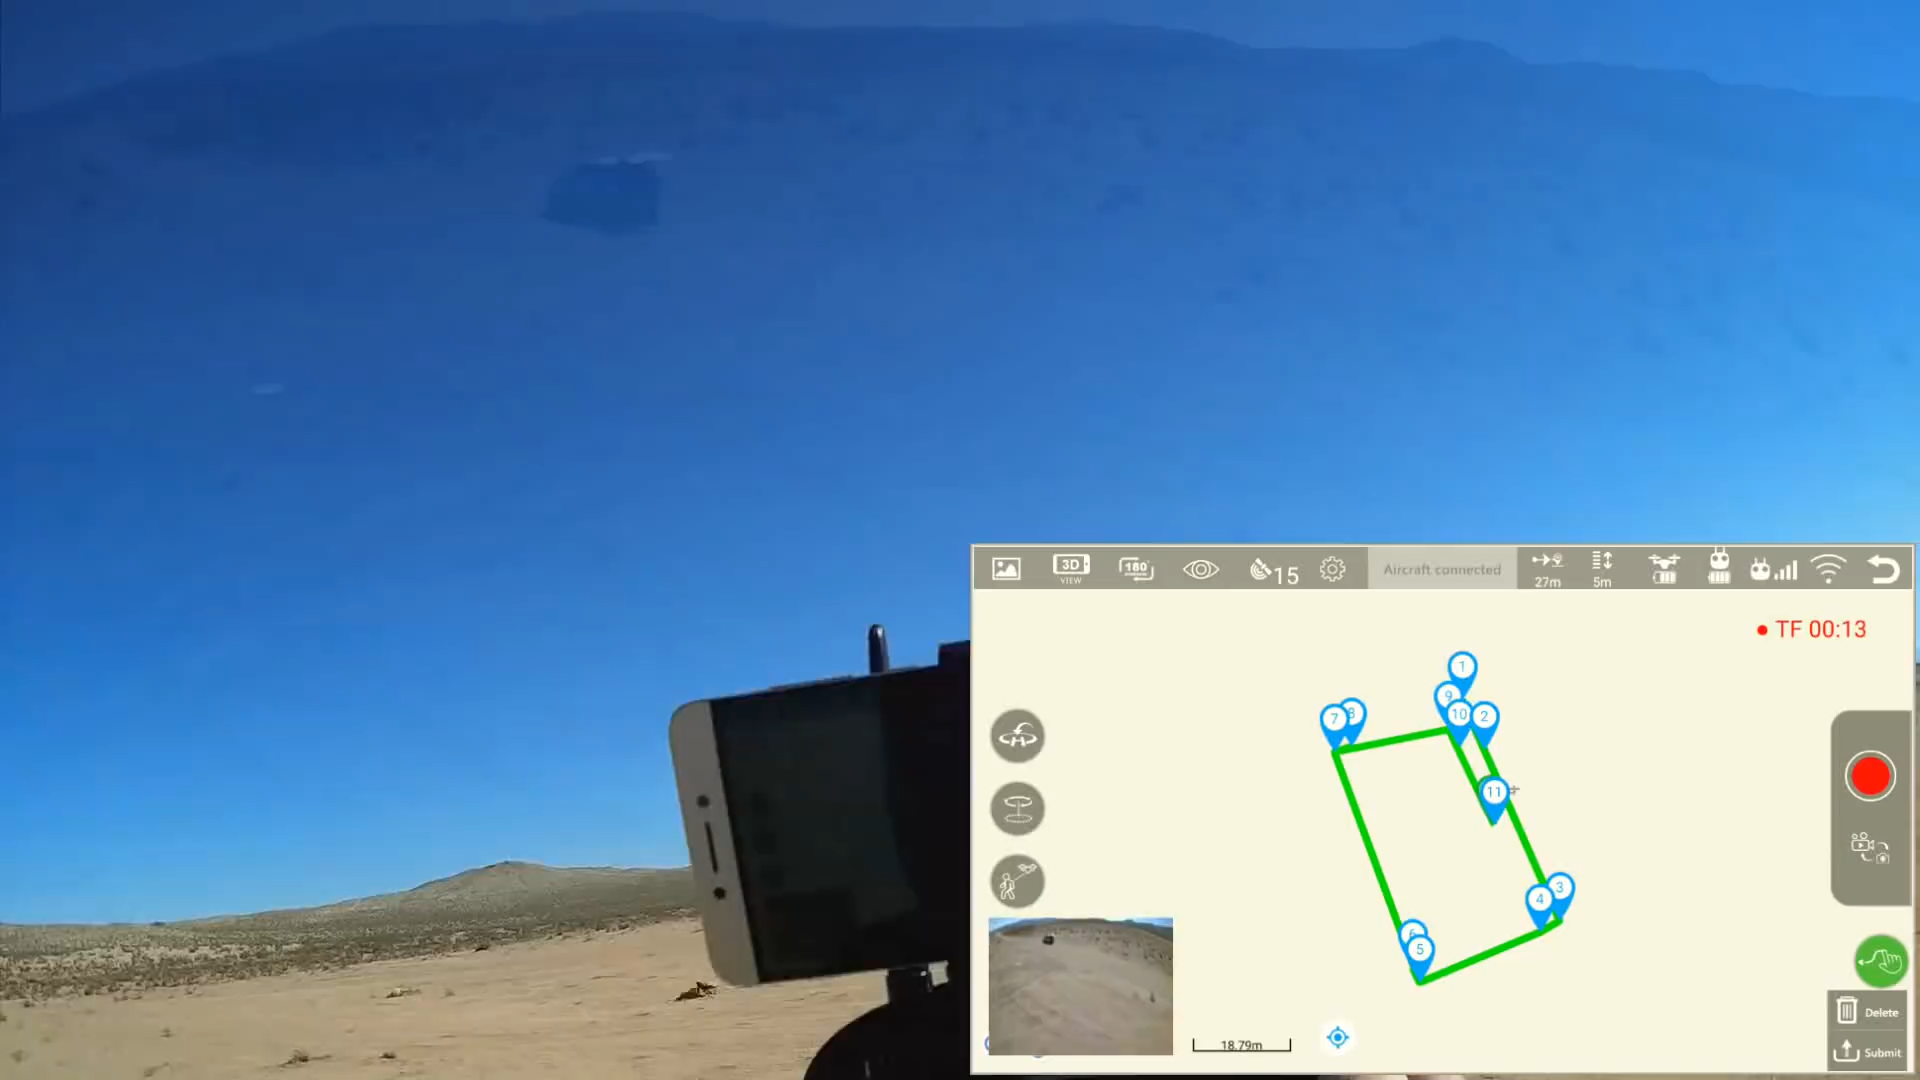 3D
VIEW
180°
15
Aircraft connected
27m
5m
TF 00:13
1
9
8
7
10
2
11
3
4
6
5
18.79m
Delete
Submit